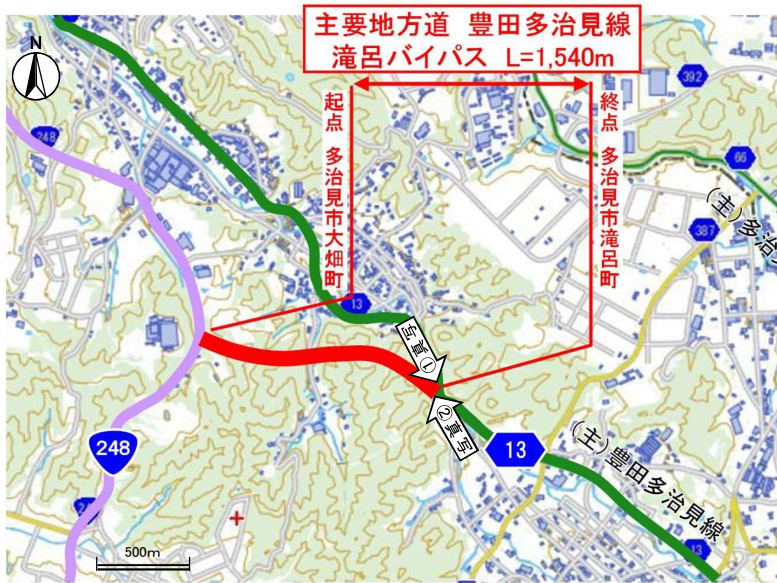 主要地方道 豊田多治見線
滝呂バイパス L=1,540m
N
起点 多治見市大畑町
終点 多治見市滝呂町
392
248
66
387
(主)多治
13
写真①
②真写
248
13
(主)豊田多治見線
500m
13